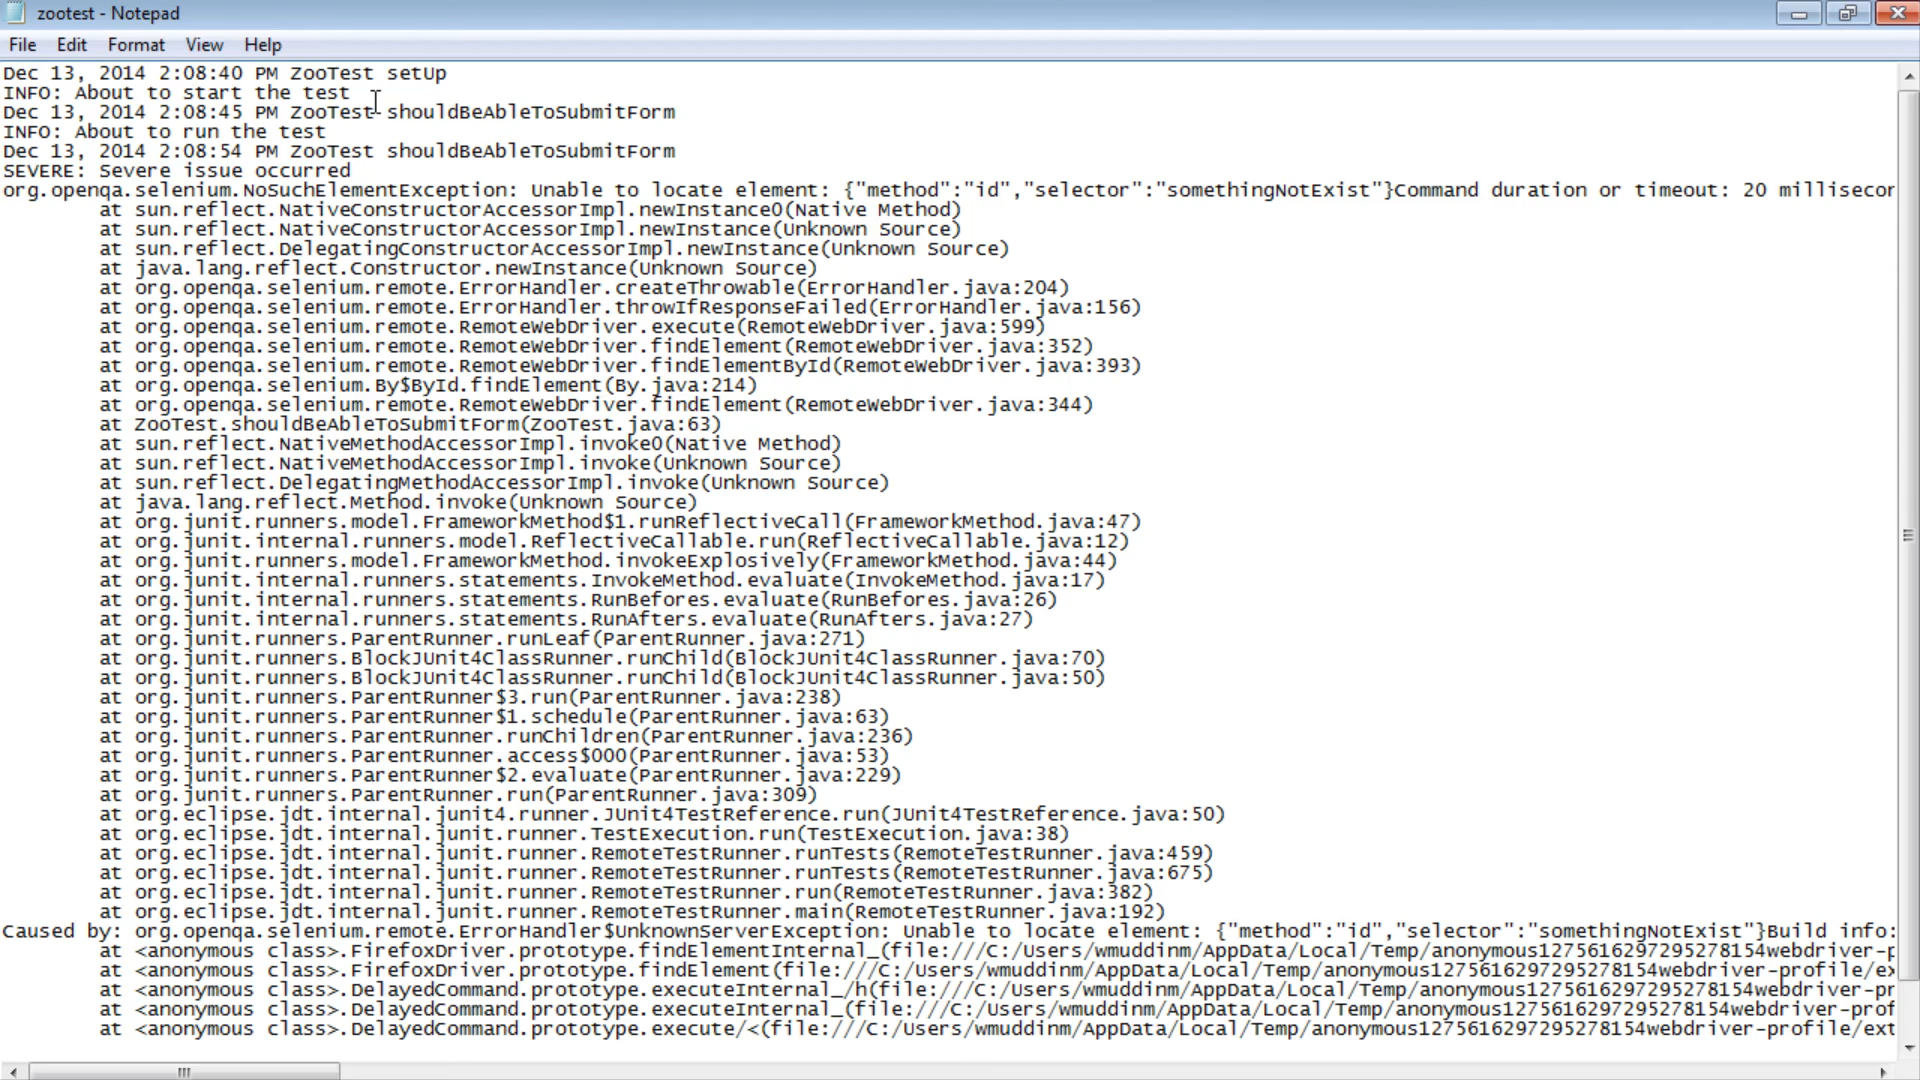 zootest - Notepad
File Edit Format View Help
Dec 13, 2014 2:08:40 PM ZooTest setUp
INFO: About to start the test
Dec 13, 2014 2:08:45 PM ZooTest shouldBeAbleToSubmitForm
INFO: About to run the test
Dec 13, 2014 2:08:54 PM ZooTest shouldBeAbleToSubmitForm
SEVERE: Severe issue occurred
org.openqa.selenium.NoSuchElementException: Unable to locate element: {"method":"id","selector":"somethingNotExist"}Command duration or timeout: 20 millisecor
at sun.reflect.NativeConstructorAccessorImpl.newInstance0(Native Method)
at sun.reflect.NativeConstructorAccessorImpl.newInstance(Unknown Source)
at sun.reflect.DelegatingConstructorAccessorImpl.newInstance(Unknown Source)
at java.lang.reflect.Constructor.newInstance(Unknown Source)
at org.openqa.selenium.remote.ErrorHandler.createThrowable(ErrorHandler.java:204)
at org.openqa.selenium.remote.ErrorHandler.throwIfResponseFailed(ErrorHandler.java:156)
at org.openqa.selenium.remote.RemoteWebDriver.execute(RemoteWebDriver.java:599)
at org.openqa.selenium.remote.RemoteWebDriver.findElement(RemoteWebDriver.java:352)
at org.openqa.selenium.remote.RemoteWebDriver.findElementById(RemoteWebDriver.java:393)
at org.openqa.selenium.By$ById.findElement(By.java:214)
at org.openqa.selenium.remote.RemoteWebDriver.findElement(RemoteWebDriver.java:344)
at ZooTest.shouldBeAbleToSubmitForm(ZooTest.java:63)
at sun.reflect.NativeMethodAccessorImpl.invoke0(Native Method)
at sun.reflect.NativeMethodAccessorImpl.invoke(Unknown Source)
at sun.reflect.DelegatingMethodAccessorImpl.invoke(Unknown Source)
at java.lang.reflect.Method.invoke(Unknown Source)
at org.junit.runners.model.FrameworkMethod$1.runReflectiveCall(FrameworkMethod.java:47)
at org.junit.internal.runners.model.ReflectiveCallable.run(ReflectiveCallable.java:12)
at org.junit.runners.model.FrameworkMethod.invokeExplosively(FrameworkMethod.java:44)
at org.junit.internal.runners.statements.InvokeMethod.evaluate(InvokeMethod.java:17)
at org.junit.internal.runners.statements.RunBefores.evaluate(RunBefores.java:26)
at org.junit.internal.runners.statements.RunAfters.evaluate(RunAfters.java:27)
at org.junit.runners.ParentRunner.runLeaf(ParentRunner.java:271)
at org.junit.runners.BlockJUnit4ClassRunner.runChild(BlockJUnit4ClassRunner.java:70)
at org.junit.runners.BlockJUnit4ClassRunner.runChild(BlockJUnit4ClassRunner.java:50)
at org.junit.runners.ParentRunner$3.run(ParentRunner.java:238)
at org.junit.runners.ParentRunner$1.schedule(ParentRunner.java:63)
at org.junit.runners.ParentRunner.runChildren(ParentRunner.java:236)
at org.junit.runners.ParentRunner.access$000(ParentRunner.java:53)
at org.junit.runners.ParentRunner$2.evaluate(ParentRunner.java:229)
at org.junit.runners.ParentRunner.run(ParentRunner.java:309)
at org.eclipse.jdt.internal.junit4.runner.JUnit4TestReference.run(JUnit4TestReference.java:50)
at org.eclipse.jdt.internal.junit.runner.TestExecution.run(TestExecution.java:38)
at org.eclipse.jdt.internal.junit.runner.RemoteTestRunner.runTests(RemoteTestRunner.java:459)
at org.eclipse.jdt.internal.junit.runner.RemoteTestRunner.runTests(RemoteTestRunner.java:675)
at org.eclipse.jdt.internal.junit.runner.RemoteTestRunner.run(RemoteTestRunner.java:382)
at org.eclipse.jdt.internal.junit.runner.RemoteTestRunner.main(RemoteTestRunner.java:192)
Caused by: org.openqa.selenium.remote.ErrorHandler$UnknownServerException: Unable to locate element: {"method":"id","selector":"somethingNotExist"}Build info:
at <anonymous class>.FirefoxDriver.prototype.findElementInternal_(file:///C:/Users/wmuddinm/AppData/Local/Temp/anonymous1275616297295278154webdriver-p
at <anonymous class>.FirefoxDriver.prototype.findElement(file:///C:/Users/wmuddinm/AppData/Local/Temp/anonymous1275616297295278154webdriver-profile/ex
at <anonymous class>.DelayedCommand.prototype.executeInternal_/h(file:///C:/Users/wmuddinm/AppData/Local/Temp/anonymous1275616297295278154webdriver-pr
at <anonymous class>.DelayedCommand.prototype.executeInternal_(file:///C:/Users/wmuddinm/AppData/Local/Temp/anonymous1275616297295278154webdriver-prof
at <anonymous class>.DelayedCommand.prototype.execute/<(file:///C:/Users/wmuddinm/AppData/Local/Temp/anonymous1275616297295278154webdriver-profile/ext